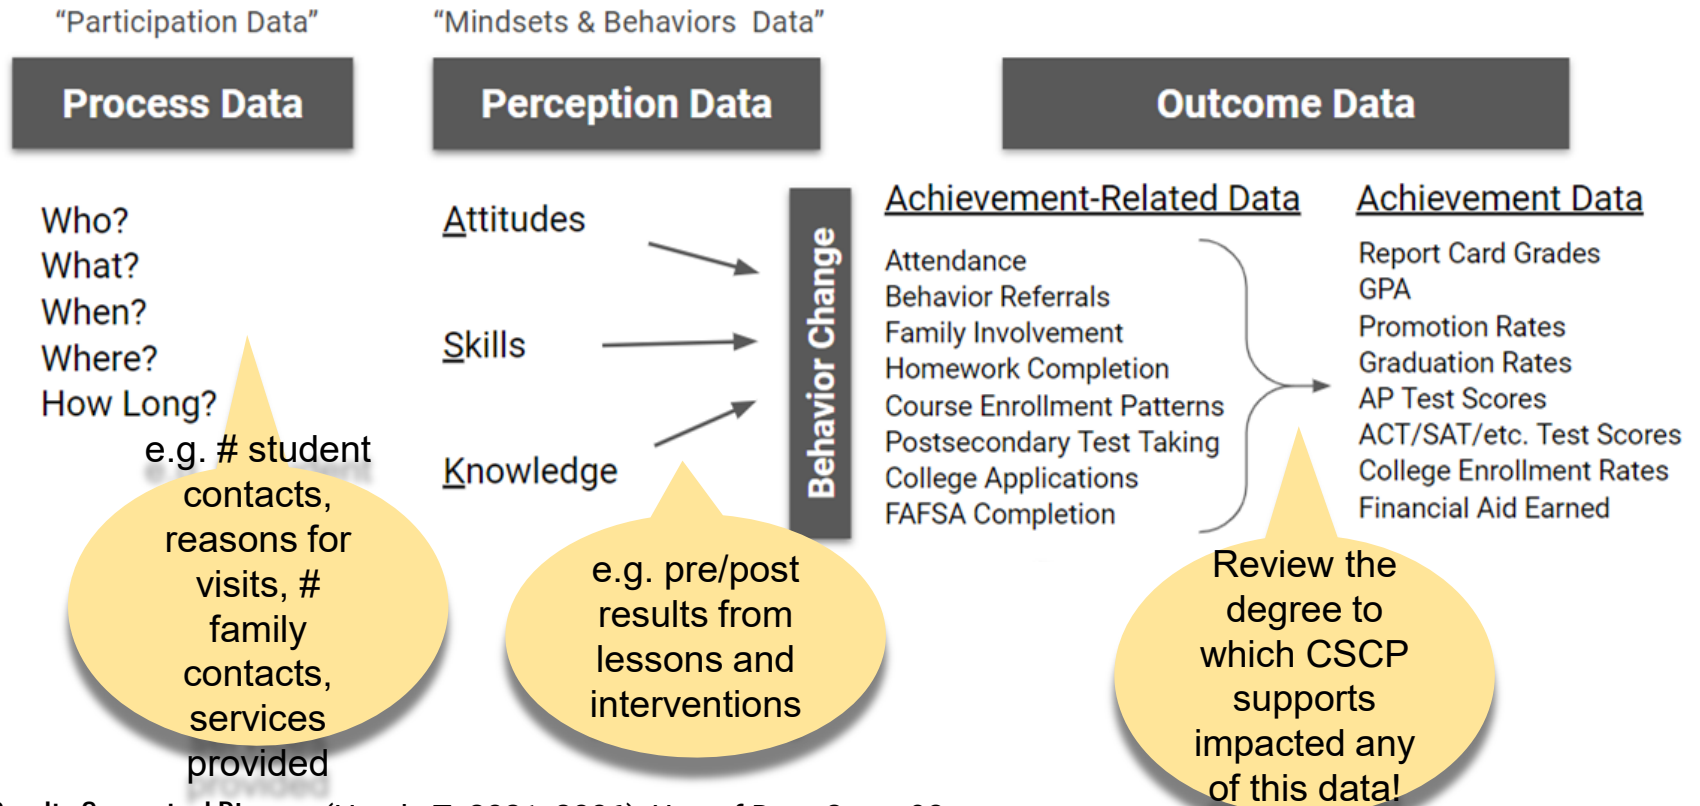 “Participation Data”
“Mindsets & Behaviors Data”
Process Data
Perception Data
Outcome Data
Who?
What?
When?
Where?
How Long?
e.g. # student
contacts,
reasons for
visits, #
family
contacts,
services
provided
Attitudes
Skills
Knowledge
e.g. pre/post
results from
lessons and
interventions
Behavior Change
Achievement-Related Data
Attendance
Behavior Referrals
Family Involvement
Homework Completion
Course Enrollment Patterns
Postsecondary Test Taking
College Applications
FAFSA Completion
Achievement Data
Report Card Grades
GPA
Promotion Rates
Graduation Rates
AP Test Scores
ACT/SAT/etc. Test Scores
College Enrollment Rates
Financial Aid Earned
Review the
degree to
which CSCP
supports
impacted any
of this data!